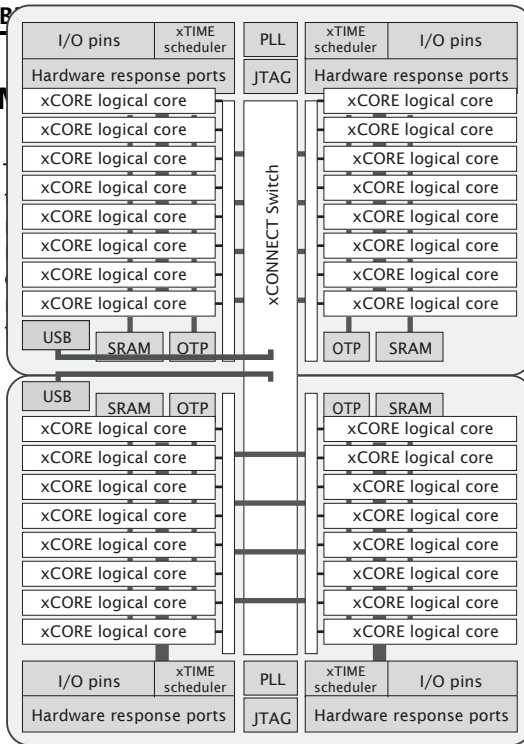 I/O pins xTIME scheduler PLL xTIME scheduler I/O pins
Hardware response ports JTAG Hardware response ports
xCORE logical core xCORE logical core
xCORE logical core xCORE logical core
xCORE logical core xCORE logical core
xCORE logical core xCORE logical core
xCORE logical core xCORE logical core
xCORE logical core xCORE logical core
xCORE logical core xCORE logical core
xCORE logical core xCORE logical core
xCONNECT Switch
USB SRAM OTP OTP SRAM
USB SRAM OTP OTP SRAM
xCORE logical core xCORE logical core
xCORE logical core xCORE logical core
xCORE logical core xCORE logical core
xCORE logical core xCORE logical core
xCORE logical core xCORE logical core
xCORE logical core xCORE logical core
xCORE logical core xCORE logical core
xCORE logical core xCORE logical core
I/O pins xTIME scheduler PLL xTIME scheduler I/O pins
Hardware response ports JTAG Hardware response ports